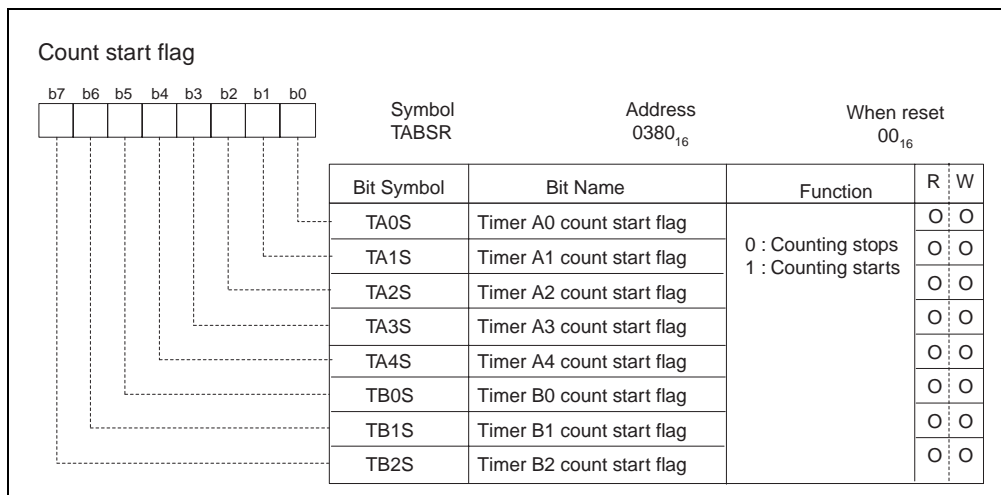 Count start flag
b7 b6 b5 b4 b3 b2 b1 b0
Symbol Address When reset
TABSR 0380₁₆ 00₁₆
Bit Symbol Bit Name Function R W
TA0S Timer A0 count start flag O O
0 : Counting stops
1 : Counting starts
TA1S Timer A1 count start flag O O
TA2S Timer A2 count start flag O O
TA3S Timer A3 count start flag O O
TA4S Timer A4 count start flag O O
TB0S Timer B0 count start flag O O
TB1S Timer B1 count start flag O O
TB2S Timer B2 count start flag O O